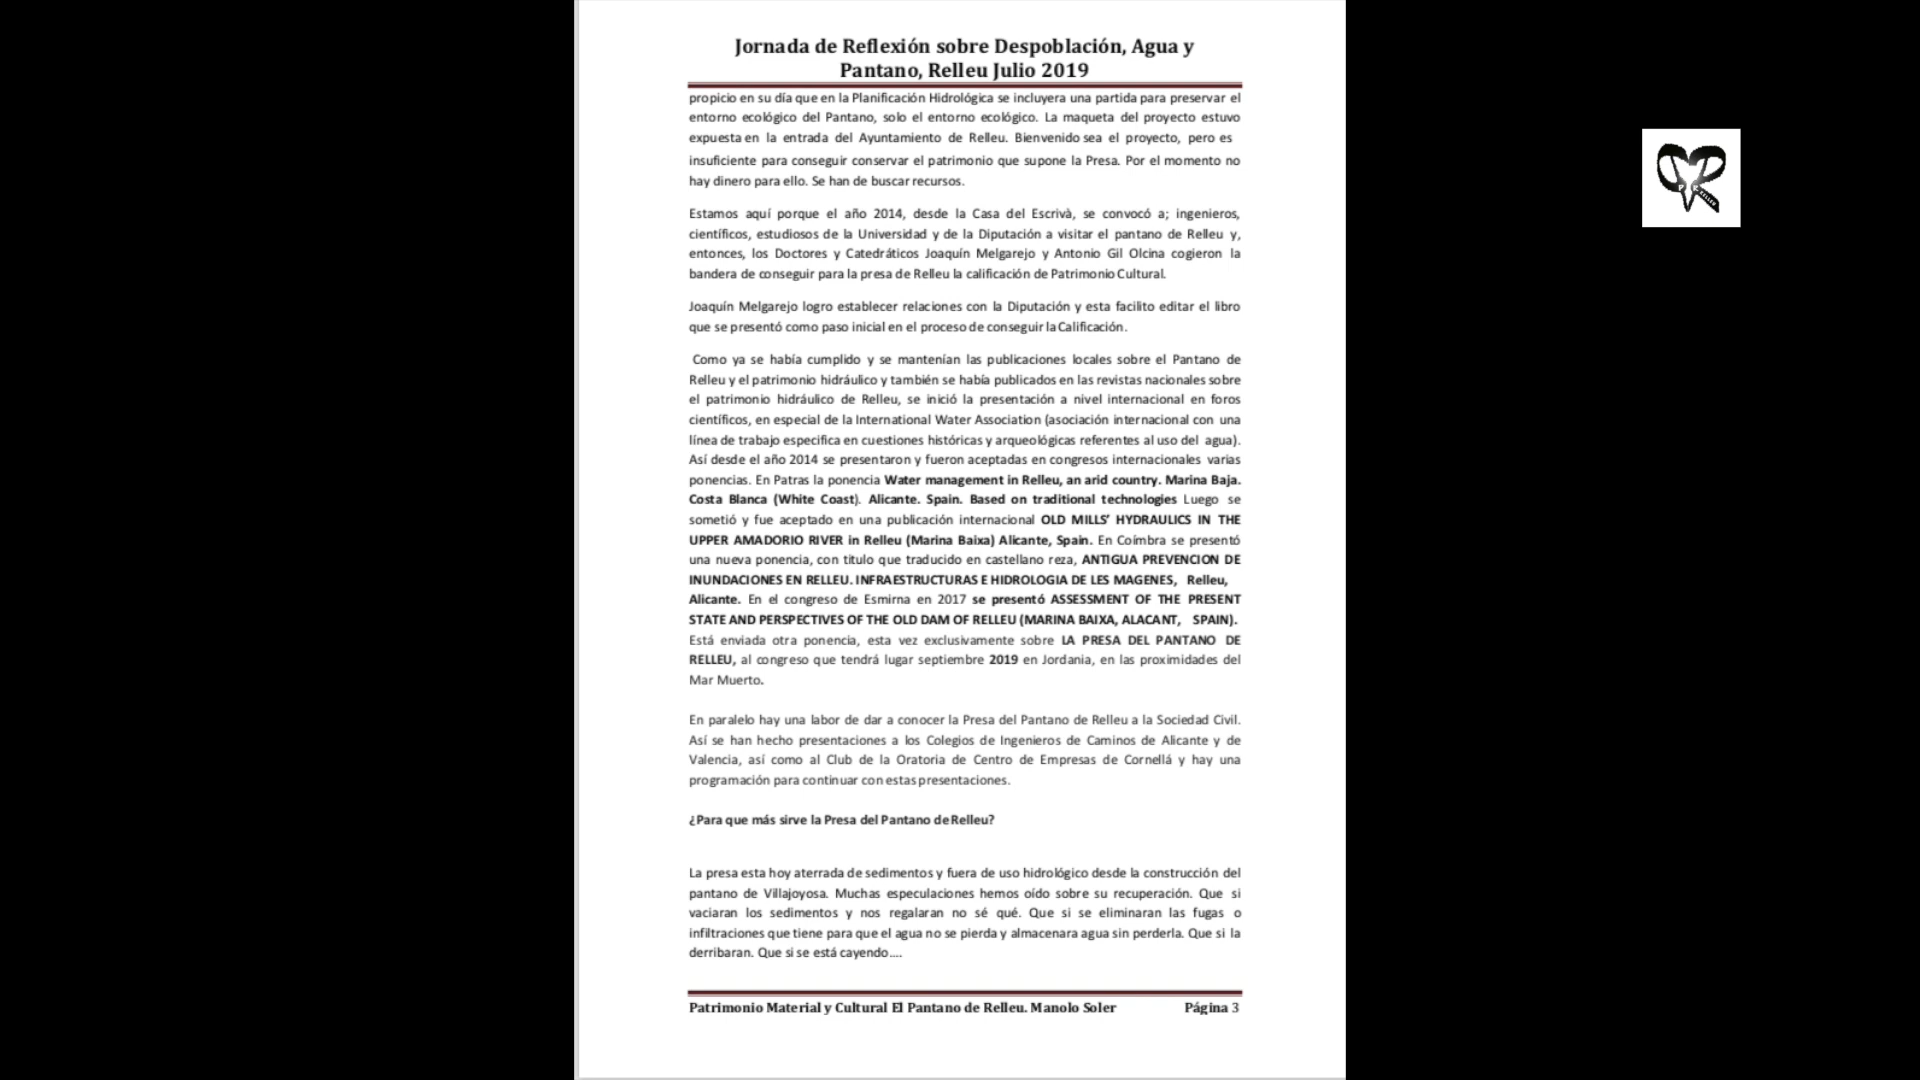 Jornada de Reflexión sobre Despoblación, Agua y
Pantano, Relleu Julio 2019
propicio en su día que en la Planificación Hidrológica se incluyera una partida para preservar el
entorno ecológico del Pantano, solo el entorno ecológico. La maqueta del proyecto estuvo
expuesta en la entrada del Ayuntamiento de Relleu. Bienvenido sea el proyecto, pero es
insuficiente para conseguir conservar el patrimonio que supone la Presa. Por el momento no
hay dinero para ello. Se han de buscar recursos.
Estamos aquí porque el año 2014, desde la Casa del Escrivà, se convocó a; ingenieros,
científicos, estudiosos de la Universidad y de la Diputación a visitar el pantano de Relleu y,
entonces, los Doctores y Catedráticos Joaquín Melgarejo y Antonio Gil Olcina cogieron la
bandera de conseguir para la presa de Relleu la calificación de Patrimonio Cultural.
Joaquín Melgarejo logro establecer relaciones con la Diputación y esta facilito editar el libro
que se presentó como paso inicial en el proceso de conseguir la Calificación.
Como ya se había cumplido y se mantenían las publicaciones locales sobre el Pantano de
Relleu y el patrimonio hidráulico y también se había publicados en las revistas nacionales sobre
el patrimonio hidráulico de Relleu, se inició la presentación a nivel internacional en foros
científicos, en especial de la International Water Association (asociación internacional con una
línea de trabajo especifica en cuestiones históricas y arqueológicas referentes al uso del agua).
Así desde el año 2014 se presentaron y fueron aceptadas en congresos internacionales varias
ponencias. En Patras la ponencia Water management in Relleu, an arid country. Marina Baja.
Costa Blanca (White Coast). Alicante. Spain. Based on traditional technologies Luego se
sometió y fue aceptado en una publicación internacional OLD MILLS' HYDRAULICS IN THE
UPPER AMADORIO RIVER in Relleu (Marina Baixa) Alicante, Spain. En Coímbra se presentó
una nueva ponencia, con titulo que traducido en castellano reza, ANTIGUA PREVENCION DE
INUNDACIONES EN RELLEU. INFRAESTRUCTURAS E HIDROLOGIA DE LES MAGENES, Relleu,
Alicante. En el congreso de Esmirna en 2017 se presentó ASSESSMENT OF THE PRESENT
STATE AND PERSPECTIVES OF THE OLD DAM OF RELLEU (MARINA BAIXA, ALACANT, SPAIN).
Está enviada otra ponencia, esta vez exclusivamente sobre LA PRESA DEL PANTANO DE
RELLEU, al congreso que tendrá lugar septiembre 2019 en Jordania, en las proximidades del
Mar Muerto.
En paralelo hay una labor de dar a conocer la Presa del Pantano de Relleu a la Sociedad Civil.
Así se han hecho presentaciones a los Colegios de Ingenieros de Caminos de Alicante y de
Valencia, así como al Club de la Oratoria de Centro de Empresas de Cornellá y hay una
programación para continuar con estas presentaciones.
¿Para que más sirve la Presa del Pantano de Relleu?
La presa esta hoy aterrada de sedimentos y fuera de uso hidrológico desde la construcción del
pantano de Villajoyosa. Muchas especulaciones hemos oído sobre su recuperación. Que si
vaciaran los sedimentos y nos regalaran no sé qué. Que si se eliminaran las fugas o
infiltraciones que tiene para que el agua no se pierda y almacenara agua sin perderla. Que si la
derribaran. Que si se está cayendo....
Patrimonio Material y Cultural El Pantano de Relleu. Manolo Soler Página 3